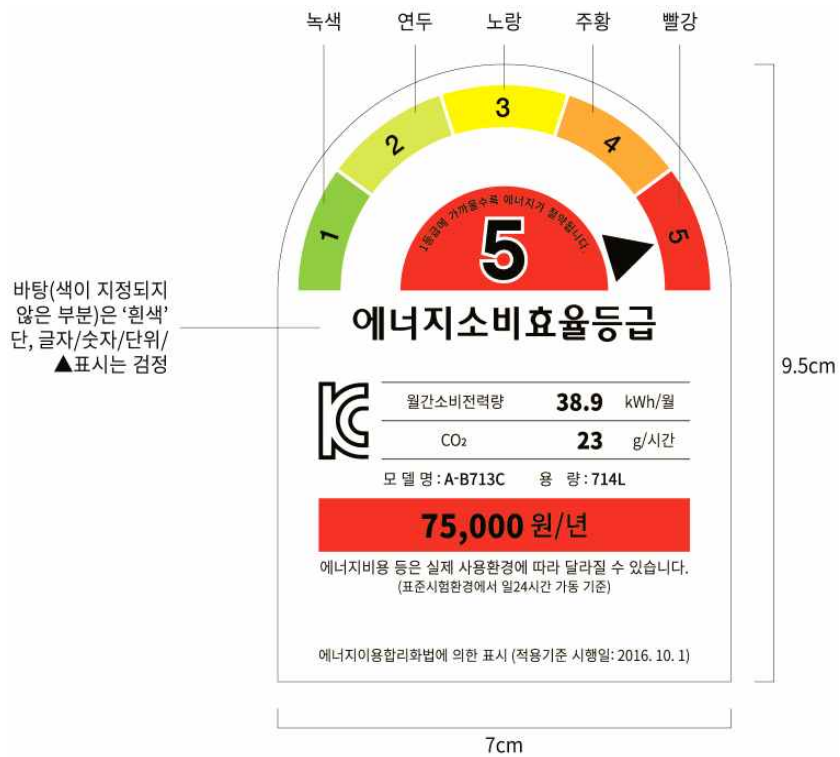 녹색 연두 노랑 주황 빨강
1 2 3 4 5
1등급에 가까울수록 에너지가 절약됩니다.
5
에너지소비효율등급
바탕(색이 지정되지
않은 부분)은 ‘흰색’
단, 글자/숫자/단위/
▲표시는 검정
월간소비전력량 38.9 kWh/월
CO₂ 23 g/시간
모 델 명 : A-B713C 용 량 : 714L
75,000 원/년
에너지비용 등은 실제 사용환경에 따라 달라질 수 있습니다.
(표준시험환경에서 일24시간 가동 기준)
에너지이용합리화법에 의한 표시 (적용기준 시행일: 2016. 10. 1)
9.5cm
7cm